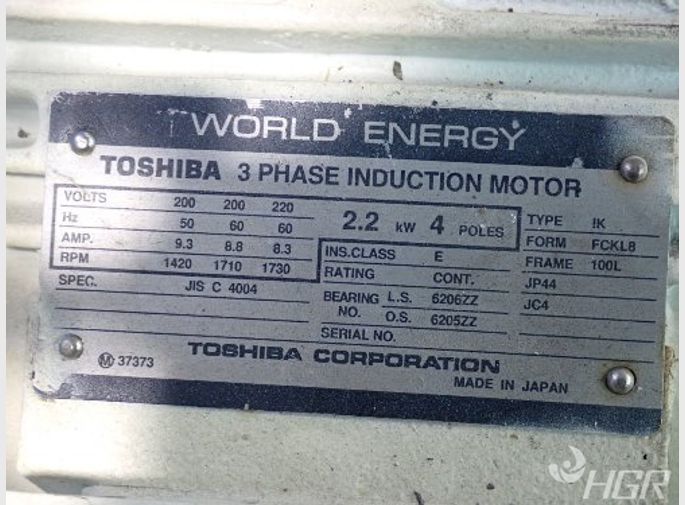 WORLD ENERGY
TOSHIBA 3 PHASE INDUCTION MOTOR
VOLTS 200 200 220
Hz 50 60 60
AMP. 9.3 8.8 8.3
RPM 1420 1710 1730
SPEC. JIS C 4004
2.2 kW 4 POLES
INS.CLASS E
RATING CONT.
BEARING NO. L.S. 6206ZZ
O.S. 6205ZZ
SERIAL NO.
TYPE IK
FORM FCKL8
FRAME 100L
JP44
JC4
M 37373
TOSHIBA CORPORATION
MADE IN JAPAN
HGR